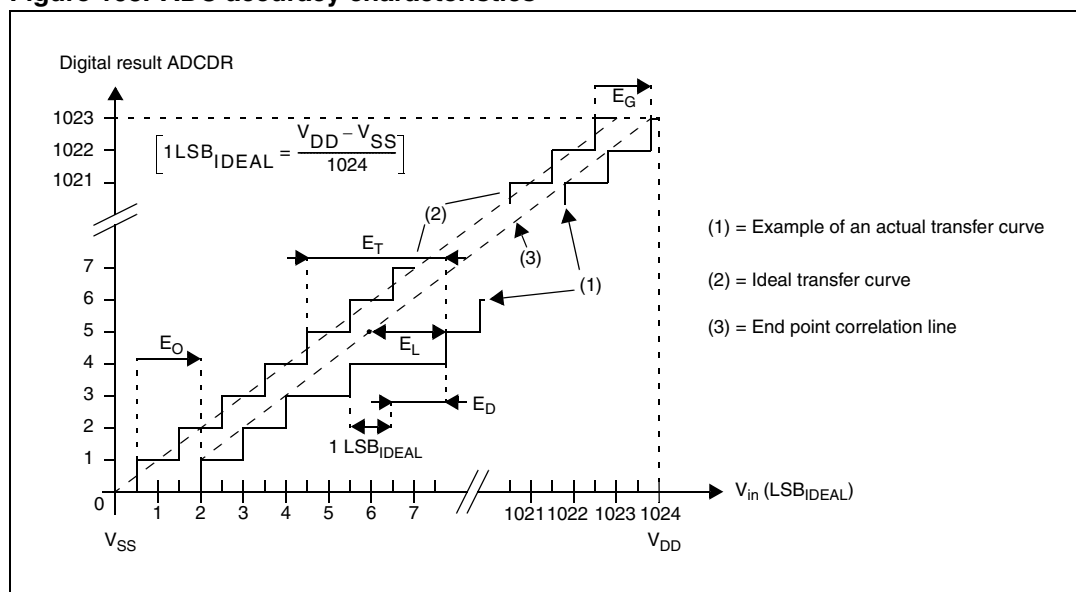 Figure ADC accuracy characteristics
Digital result ADCDR
E_G
1023
1022
1021
[1LSB_IDEAL = (V_DD – V_SS) / 1024]
(2)
E_T
(3)
(1)
(1) = Example of an actual transfer curve
(2) = Ideal transfer curve
(3) = End point correlation line
7
6
5
4
3
2
1
0
E_O
E_L
E_D
1 LSB_IDEAL
1 2 3 4 5 6 7 1021 1022 1023 1024
V_in (LSB_IDEAL)
V_SS
V_DD